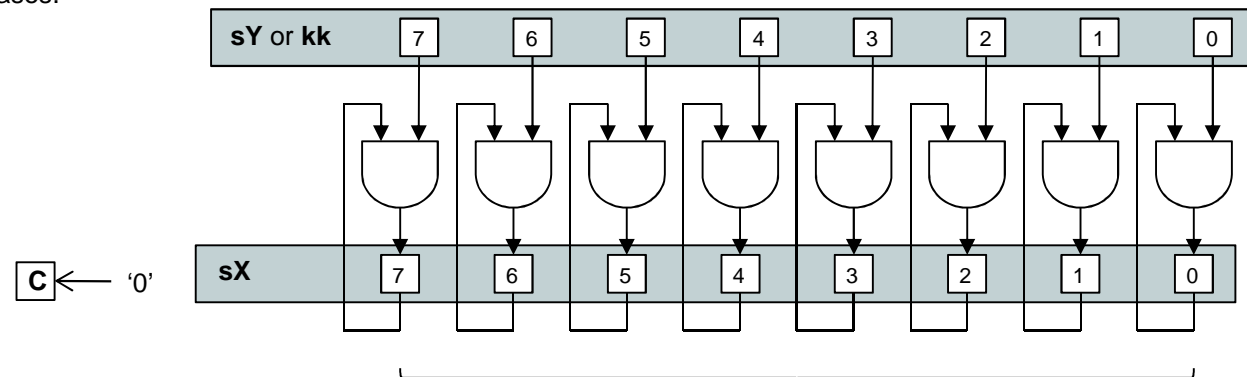 sY or kk 7 6 5 4 3 2 1 0
C ‘0’ sX 7 6 5 4 3 2 1 0